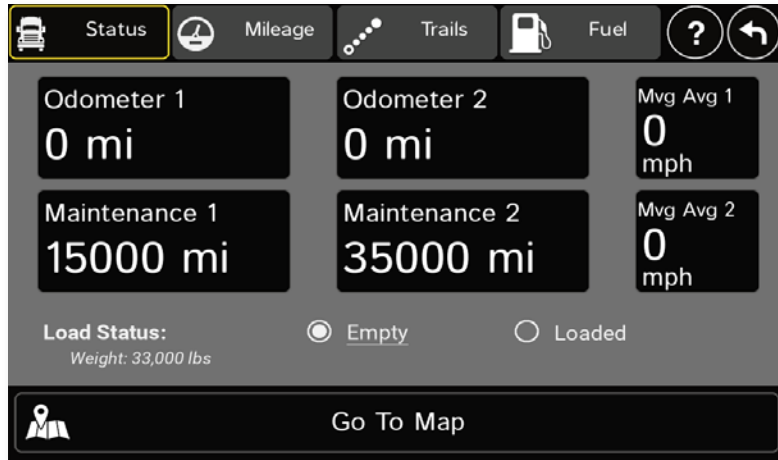 Status Mileage Trails Fuel ?
Odometer 1 Odometer 2 Mvg Avg 1
0 mi 0 mi 0
mph
Maintenance 1 Maintenance 2 Mvg Avg 2
15000 mi 35000 mi 0
mph
Load Status: Empty Loaded
Weight: 33,000 lbs
Go To Map